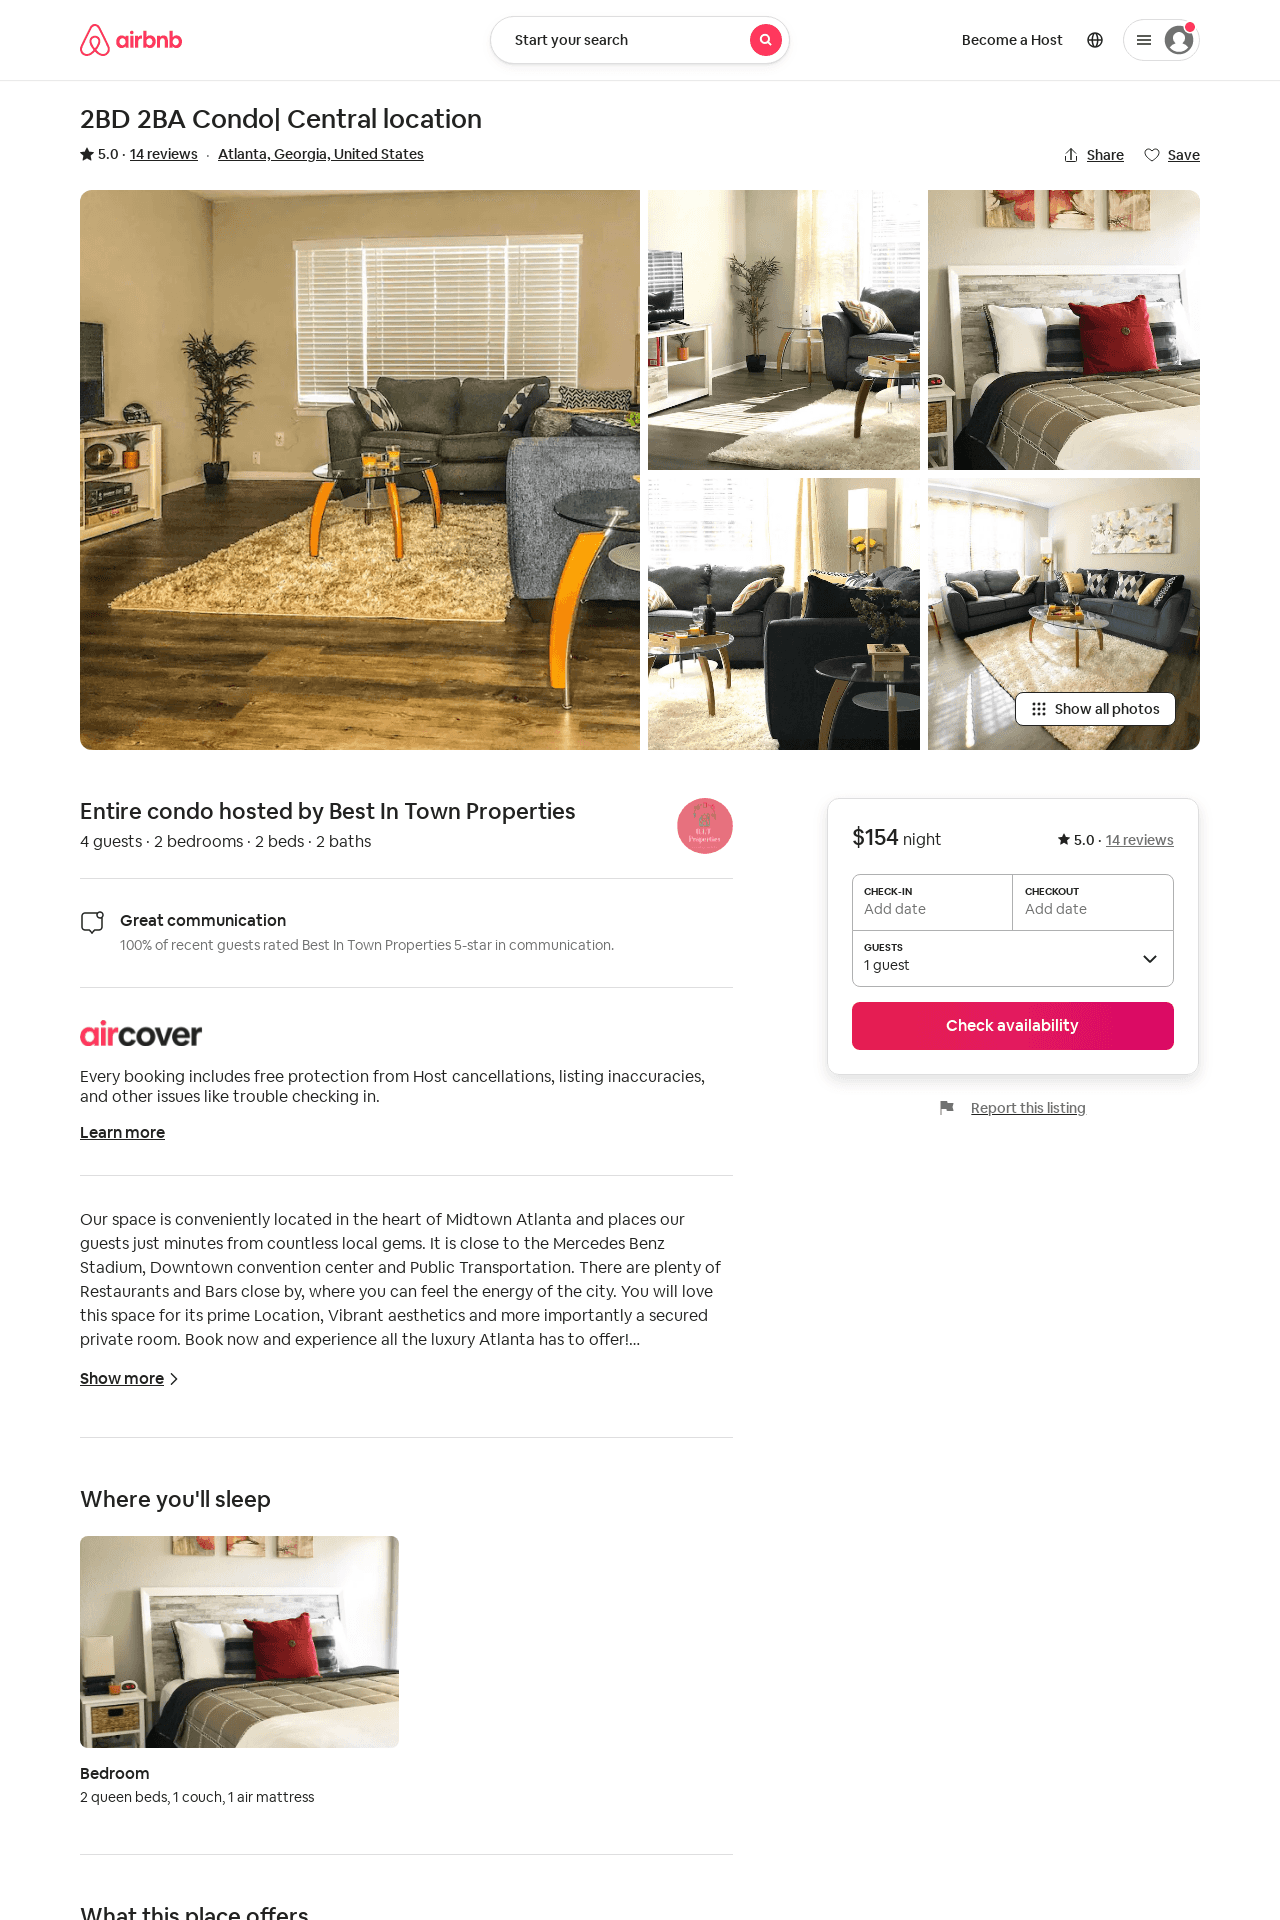 airbnb
Start your search
Become a Host
2BD 2BA Condo| Central location
5.0 · 14 reviews · Atlanta, Georgia, United States
Share
Save
Show all photos
Entire condo hosted by Best In Town Properties
4 guests · 2 bedrooms · 2 beds · 2 baths
B.I.T
Properties
$154 night
5.0 · 14 reviews
CHECK-IN
Add date
CHECKOUT
Add date
GUESTS
1 guest
Check availability
Report this listing
Great communication
100% of recent guests rated Best In Town Properties 5-star in communication.
aircover
Every booking includes free protection from Host cancellations, listing inaccuracies,
and other issues like trouble checking in.
Learn more
Our space is conveniently located in the heart of Midtown Atlanta and places our
guests just minutes from countless local gems. It is close to the Mercedes Benz
Stadium, Downtown convention center and Public Transportation. There are plenty of
Restaurants and Bars close by, where you can feel the energy of the city. You will love
this space for its prime Location, Vibrant aesthetics and more importantly a secured
private room. Book now and experience all the luxury Atlanta has to offer!...
Show more
Where you'll sleep
Bedroom
2 queen beds, 1 couch, 1 air mattress
What this place offers